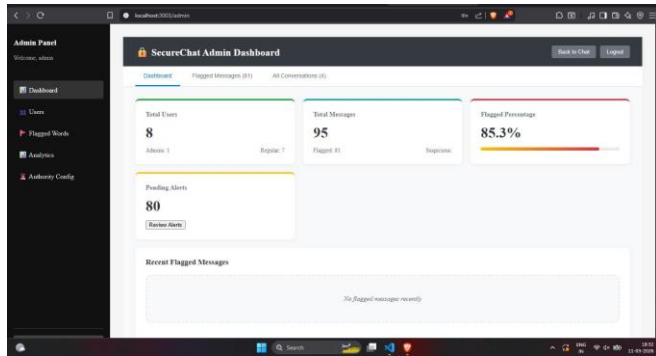 localhost:3003/admin
Admin Panel
Welcome, admin
Dashboard
Users
Flagged Words
Analytics
Authority Config
SecureChat Admin Dashboard
Back to Chat
Logout
Dashboard
Flagged Messages (81)
All Conversations (4)
Total Users
8
Admins: 1
Regular: 7
Total Messages
95
Flagged: 81
Suspicious:
Flagged Percentage
85.3%
Pending Alerts
80
Review Alerts
Recent Flagged Messages
No flagged messages recently
Search
ENG
IN
18:52